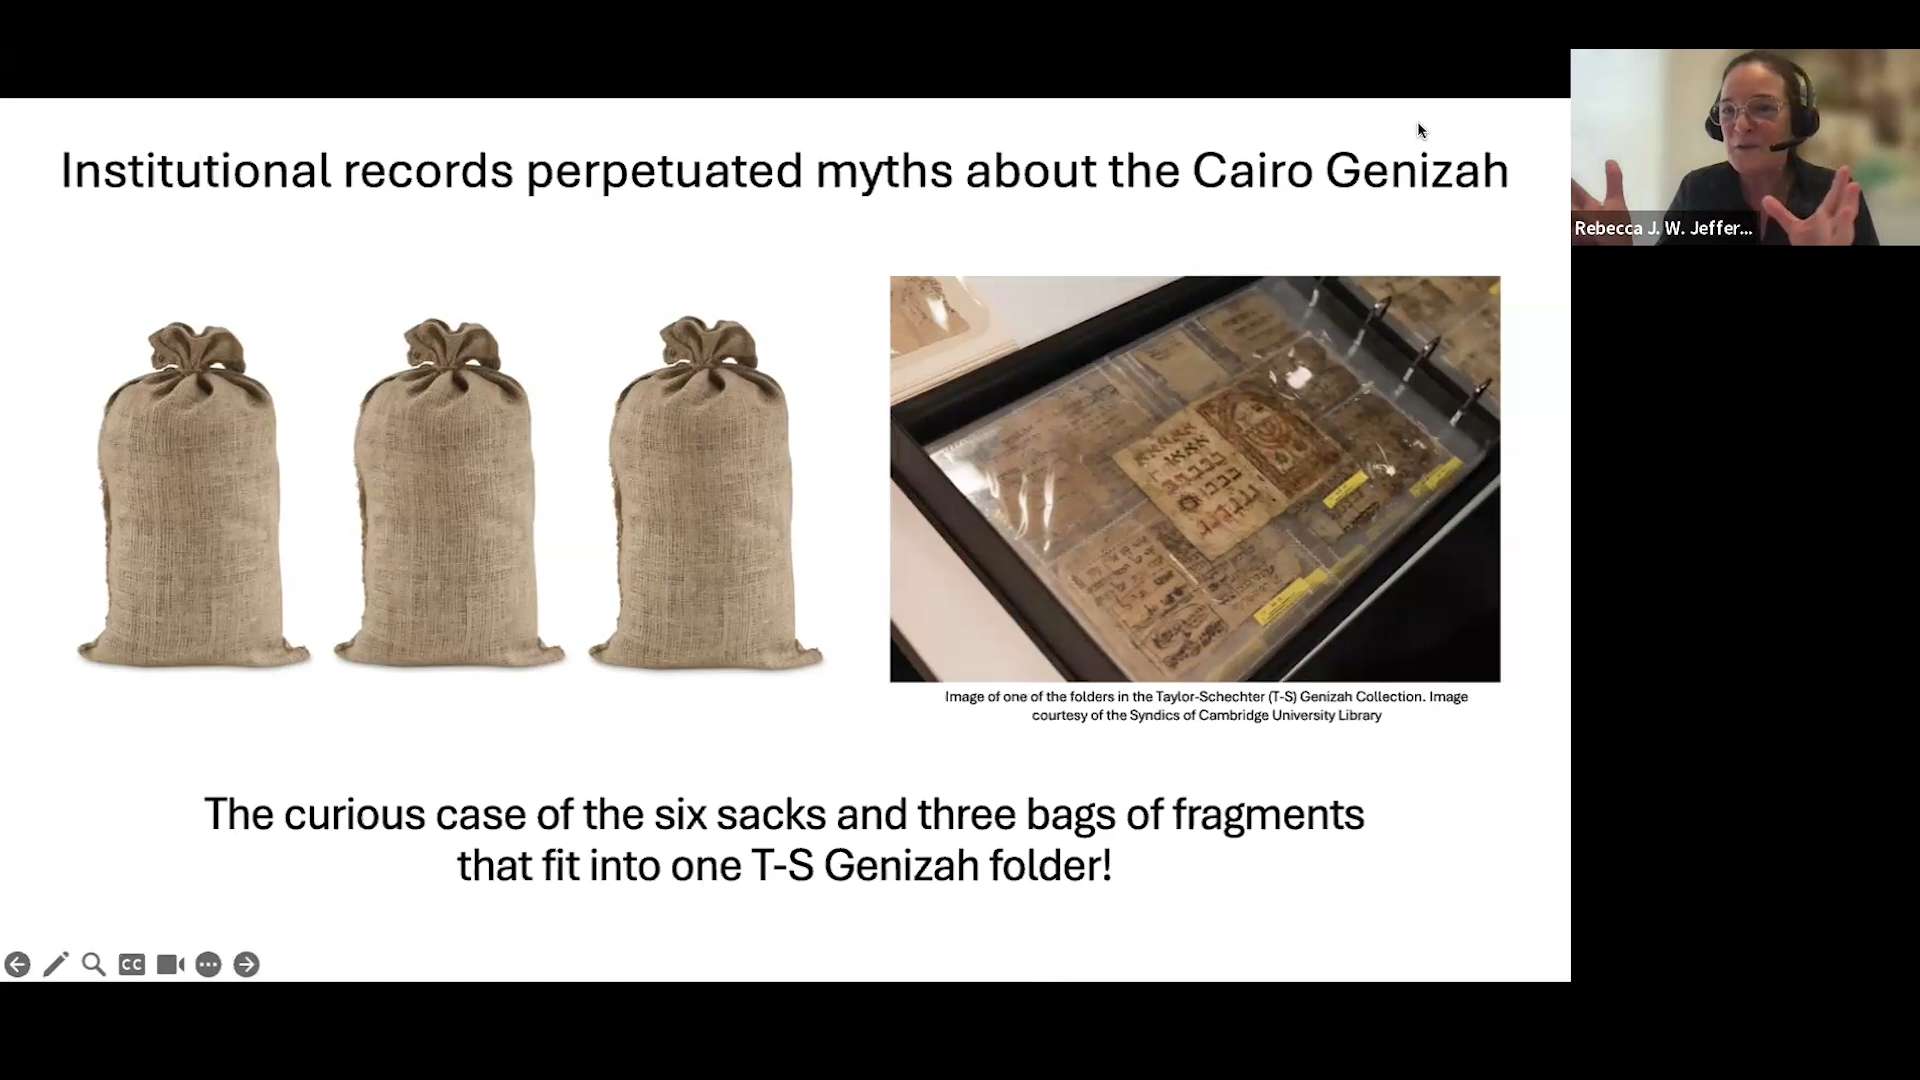 Institutional records perpetuated myths about the Cairo Genizah
Rebecca J. W. Jeffer...
Image of one of the folders in the Taylor-Schechter (T-S) Genizah Collection. Image
courtesy of the Syndics of Cambridge University Library
The curious case of the six sacks and three bags of fragments
that fit into one T-S Genizah folder!
CC